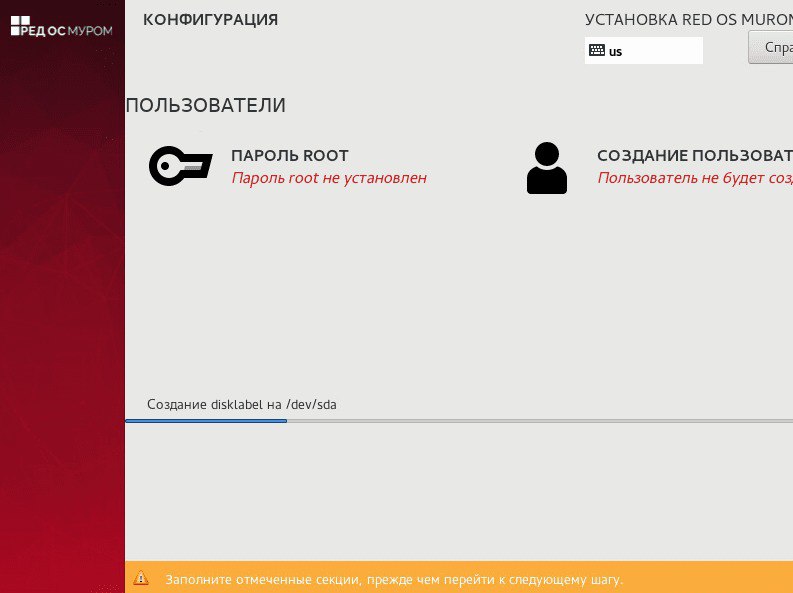 РЕД ОС МУРОМ
КОНФИГУРАЦИЯ
УСТАНОВКА RED OS MUROM
us
Спра
ПОЛЬЗОВАТЕЛИ
ПАРОЛЬ ROOT
Пароль root не установлен
СОЗДАНИЕ ПОЛЬЗОВАТ
Пользователь не будет соз
Создание disklabel на /dev/sda
Заполните отмеченные секции, прежде чем перейти к следующему шагу.